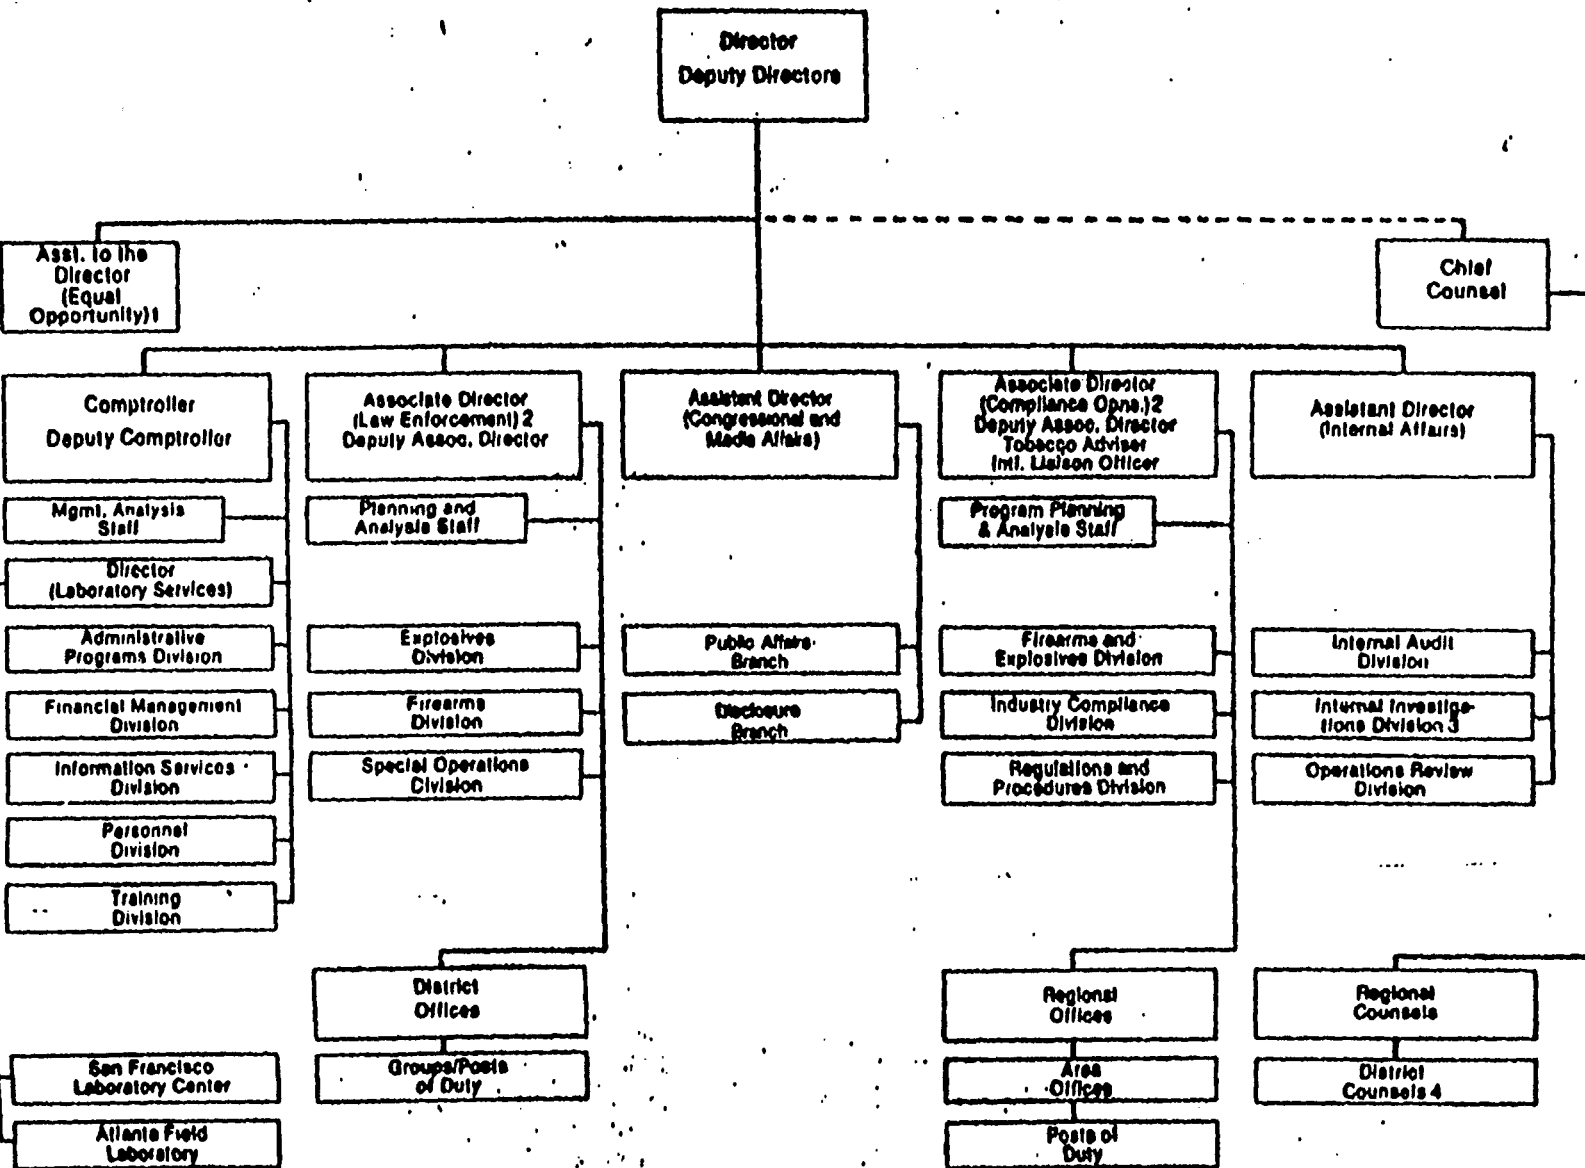 Director
Deputy Directors
Asst. to the
Director
(Equal
Opportunity)1
Chief
Counsel
Comptroller
Deputy Comptroller
Associate Director
(Law Enforcement) 2
Deputy Assoc. Director
Assistant Director
(Congressional and
Media Affairs)
Associate Director
(Compliance Opns.)2
Deputy Assoc. Director
Tobacco Adviser
Intl. Liaison Officer
Assistant Director
(Internal Affairs)
Mgmt. Analysis
Staff
Planning and
Analysis Staff
Program Planning
& Analysis Staff
Director
(Laboratory Services)
Administrative
Programs Division
Explosives
Division
Public Affairs
Branch
Firearms and
Explosives Division
Internal Audit
Division
Financial Management
Division
Firearms
Division
Disclosure
Branch
Industry Compliance
Division
Internal Investiga-
tions Division 3
Information Services
Division
Special Operations
Division
Regulations and
Procedures Division
Operations Review
Division
Personnel
Division
Training
Division
District
Offices
Regional
Offices
Regional
Counsels
San Francisco
Laboratory Center
Groups/Posts
of Duty
Area
Offices
District
Counsels 4
Atlanta Field
Laboratory
Posts of
Duty